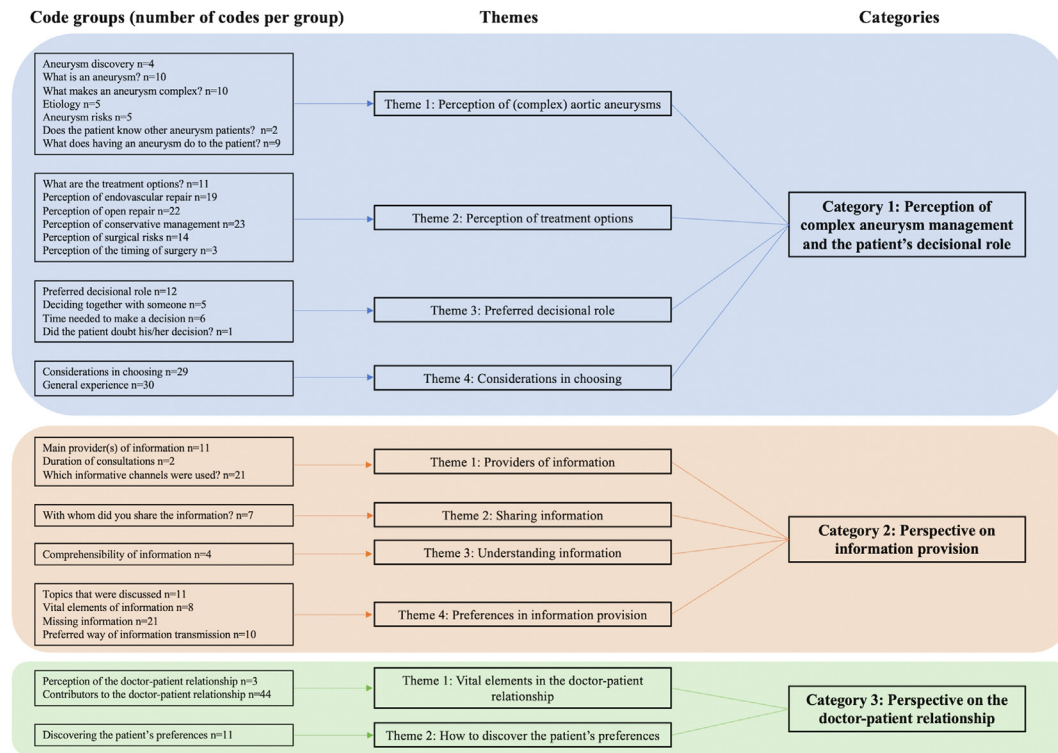 Code groups (number of codes per group)
Themes
Categories
Aneurysm discovery n=4
What is an aneurysm? n=10
What makes an aneurysm complex? n=10
Etiology n=5
Aneurysm risks n=5
Does the patient know other aneurysm patients? n=2
What does having an aneurysm do to the patient? n=9
Theme 1: Perception of (complex) aortic aneurysms
What are the treatment options? n=11
Perception of endovascular repair n=19
Perception of open repair n=22
Perception of conservative management n=23
Perception of surgical risks n=14
Perception of the timing of surgery n=3
Theme 2: Perception of treatment options
Category 1: Perception of
complex aneurysm management
and the patient's decisional role
Preferred decisional role n=12
Deciding together with someone n=5
Time needed to make a decision n=6
Did the patient doubt his/her decision? n=1
Theme 3: Preferred decisional role
Considerations in choosing n=29
General experience n=30
Theme 4: Considerations in choosing
Main provider(s) of information n=11
Duration of consultations n=2
Which informative channels were used? n=21
Theme 1: Providers of information
With whom did you share the information? n=7
Theme 2: Sharing information
Category 2: Perspective on
information provision
Comprehensibility of information n=4
Theme 3: Understanding information
Topics that were discussed n=11
Vital elements of information n=8
Missing information n=21
Preferred way of information transmission n=10
Theme 4: Preferences in information provision
Perception of the doctor-patient relationship n=3
Contributors to the doctor-patient relationship n=44
Theme 1: Vital elements in the doctor-patient
relationship
Category 3: Perspective on the
doctor-patient relationship
Discovering the patient's preferences n=11
Theme 2: How to discover the patient's preferences